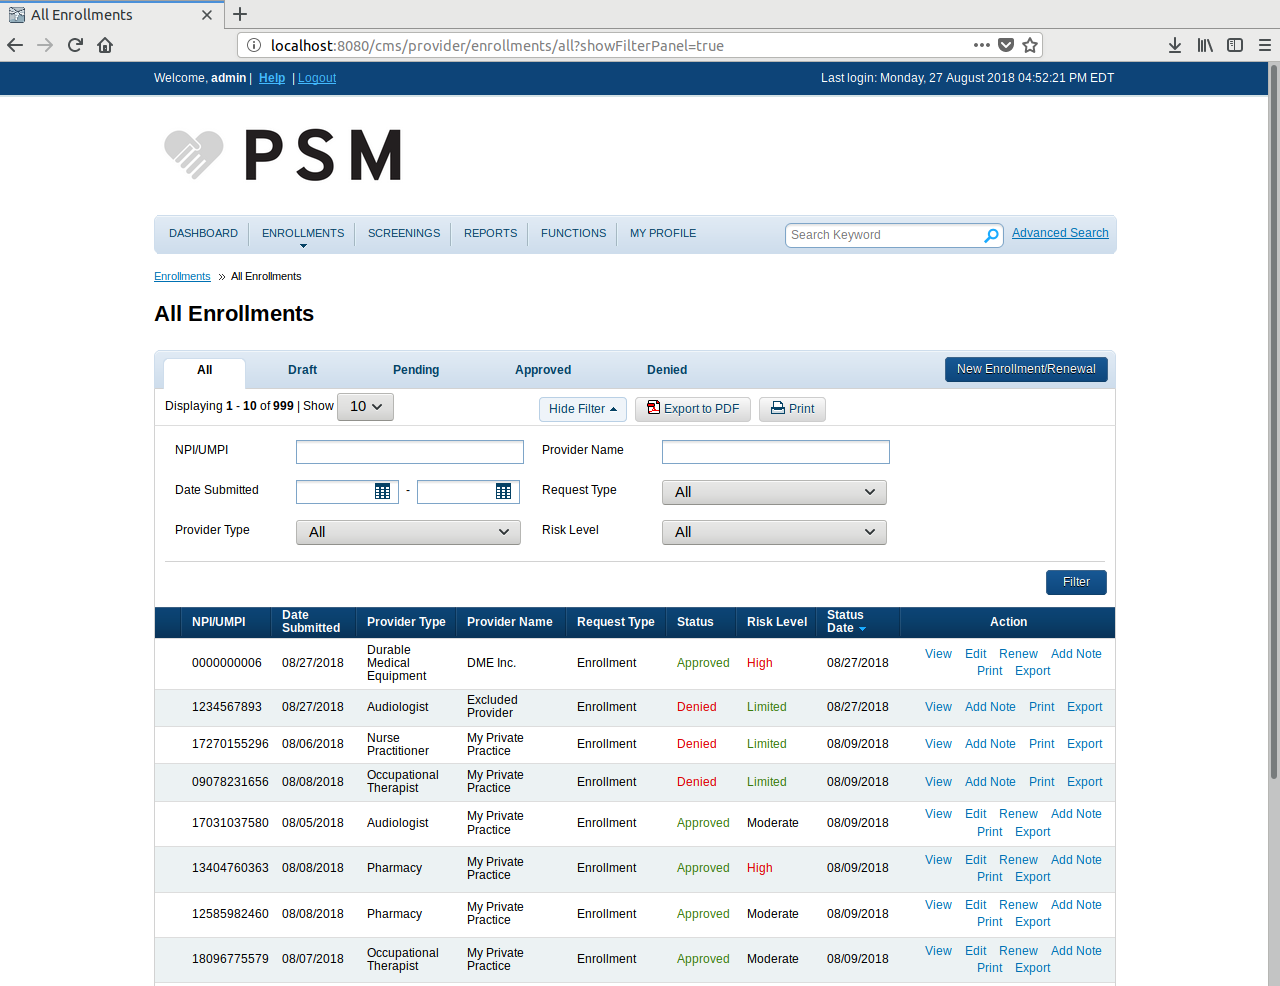 All Enrollments
localhost:8080/cms/provider/enrollments/all?showFilterPanel=true
Welcome, admin | Help | Logout Last login: Monday, 27 August 2018 04:52:21 PM EDT
PSM
DASHBOARD ENROLLMENTS SCREENINGS REPORTS FUNCTIONS MY PROFILE Search Keyword Advanced Search
Enrollments » All Enrollments
All Enrollments
All Draft Pending Approved Denied New Enrollment/Renewal
Displaying 1 - 10 of 999 | Show 10 Hide Filter Export to PDF Print
NPI/UMPI Provider Name
Date Submitted - Request Type All
Provider Type All Risk Level All
Filter
NPI/UMPI Date Submitted Provider Type Provider Name Request Type Status Risk Level Status Date Action
0000000006 08/27/2018 Durable Medical Equipment DME Inc. Enrollment Approved High 08/27/2018 View Edit Renew Add Note Print Export
1234567893 08/27/2018 Audiologist Excluded Provider Enrollment Denied Limited 08/27/2018 View Add Note Print Export
17270155296 08/06/2018 Nurse Practitioner My Private Practice Enrollment Denied Limited 08/09/2018 View Add Note Print Export
09078231656 08/08/2018 Occupational Therapist My Private Practice Enrollment Denied Limited 08/09/2018 View Add Note Print Export
17031037580 08/05/2018 Audiologist My Private Practice Enrollment Approved Moderate 08/09/2018 View Edit Renew Add Note Print Export
13404760363 08/08/2018 Pharmacy My Private Practice Enrollment Approved High 08/09/2018 View Edit Renew Add Note Print Export
12585982460 08/08/2018 Pharmacy My Private Practice Enrollment Approved Moderate 08/09/2018 View Edit Renew Add Note Print Export
18096775579 08/07/2018 Occupational Therapist My Private Practice Enrollment Approved Moderate 08/09/2018 View Edit Renew Add Note Print Export